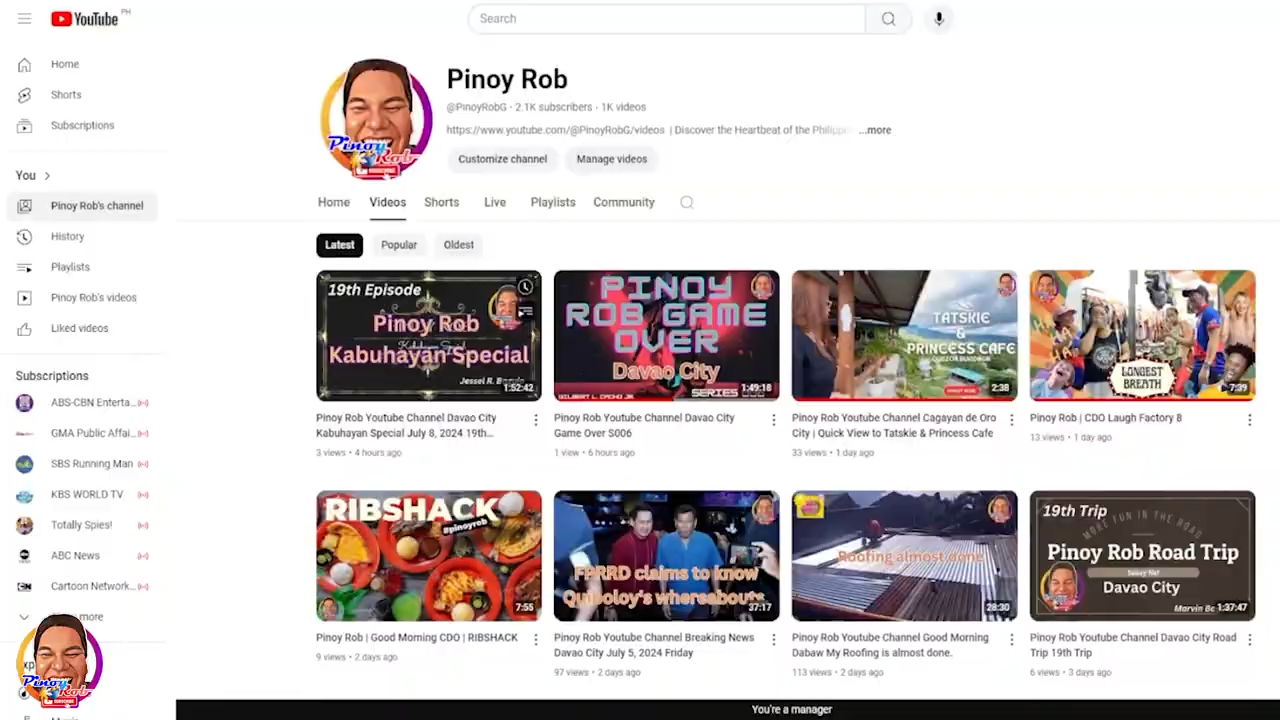 YouTube PH
Search
Home
Shorts
Subscriptions
You
Pinoy Rob's channel
History
Playlists
Pinoy Rob's videos
Liked videos
Subscriptions
ABS-CBN Enterta...
GMA Public Affai...
SBS Running Man
KBS WORLD TV
Totally Spies!
ABC News
Cartoon Network...
more
Pinoy Rob
Pinoy Rob
@PinoyRobG · 2.1K subscribers · 1K videos
https://www.youtube.com/@PinoyRobG/videos | Discover the Heartbeat of the Philippin ...more
Customize channel
Manage videos
Pinoy Rob
SUBSCRIBE
Home
Videos
Shorts
Live
Playlists
Community
Latest
Popular
Oldest
19th Episode
Pinoy Rob
Kabuhayan Special
1:52:42
Pinoy Rob Youtube Channel Davao City
Kabuhayan Special July 8, 2024 19th...
3 views • 4 hours ago
PINOY
ROB GAME
OVER
Davao City
GILBERT L. CACHO JR.
SERIES
1:49:18
Pinoy Rob Youtube Channel Davao City
Game Over S006
1 view • 6 hours ago
TATSKIE
&
PRINCESS CAFE
QUEZON BUKIDNON
2:38
Pinoy Rob Youtube Channel Cagayan de Oro
City | Quick View to Tatskie & Princess Cafe
33 views • 1 day ago
LONGEST
BREATH
7:39
Pinoy Rob | CDO Laugh Factory 8
13 views • 1 day ago
RIBSHACK
#pinoyrob
7:55
Pinoy Rob | Good Morning CDO | RIBSHACK
9 views • 2 days ago
FPRRD claims to know
Quiboloy's whereabouts
37:17
Pinoy Rob Youtube Channel Breaking News
Davao City July 5, 2024 Friday
97 views • 2 days ago
Roofing almost done
28:30
Pinoy Rob Youtube Channel Good Morning
Dabaw My Roofing is almost done.
113 views • 2 days ago
19th Trip
MORE FUN IN THE ROAD
Pinoy Rob Road Trip
Davao City
Marvin Be
1:37:47
Pinoy Rob Youtube Channel Davao City Road
Trip 19th Trip
6 views • 3 days ago
You're a manager